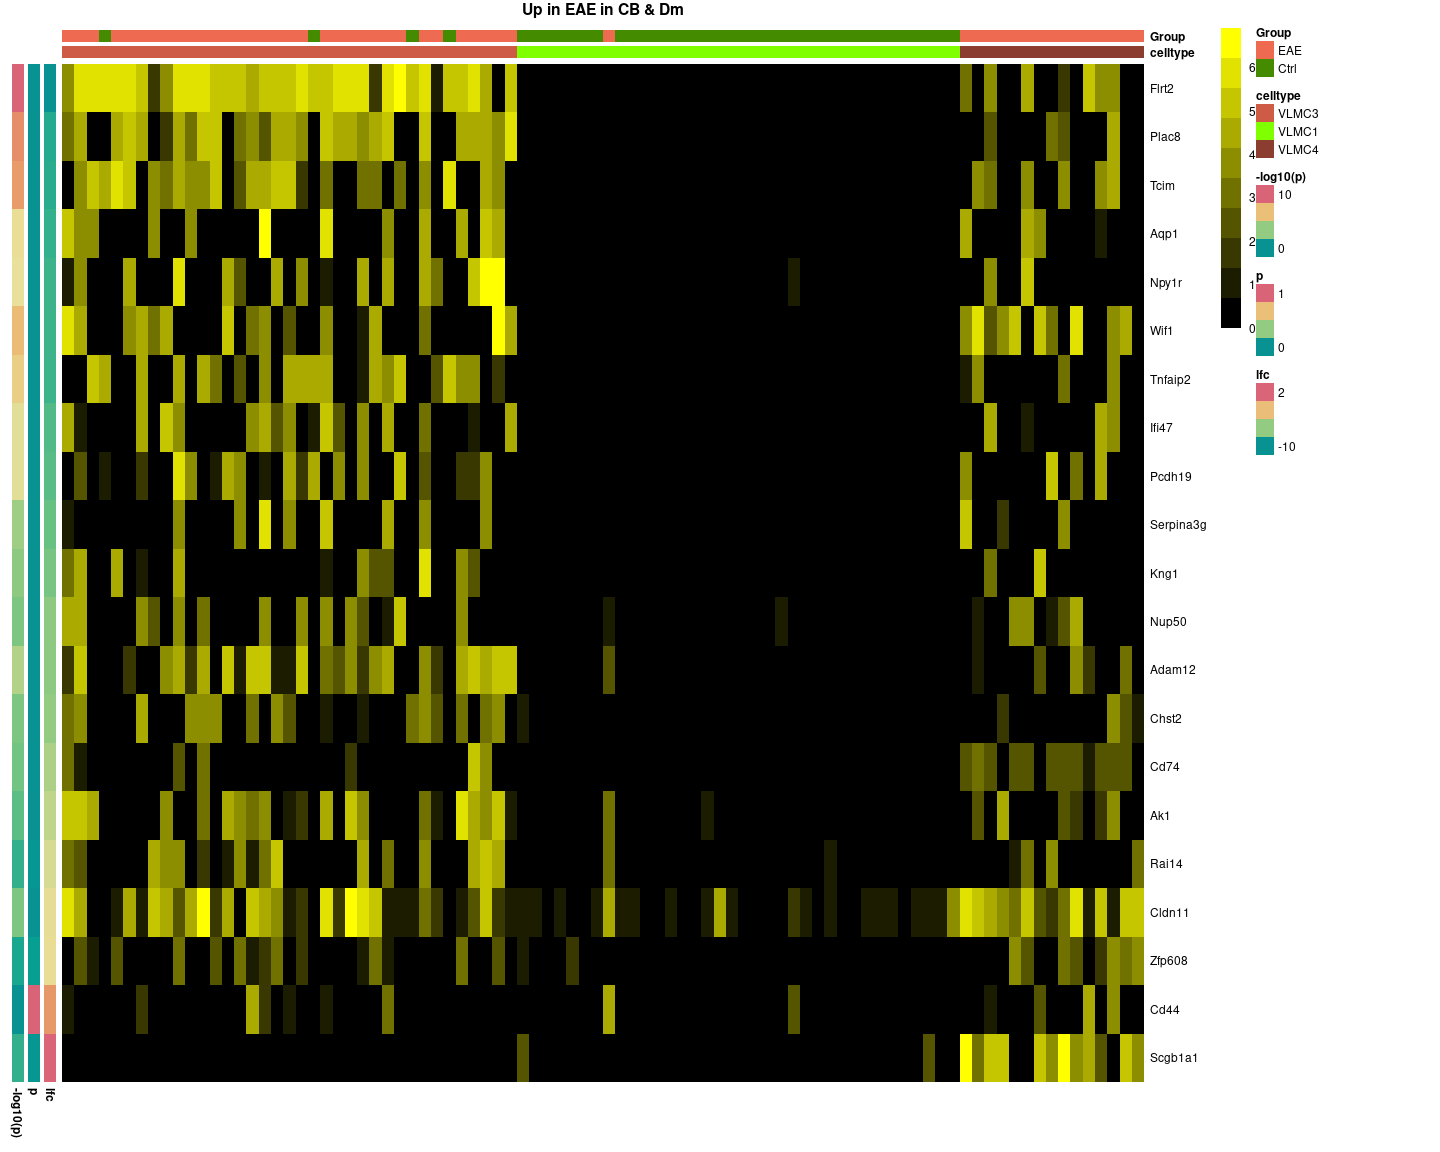 Up in EAE in CB & Dm
Group
celltype
Flrt2
Plac8
Tcim
Aqp1
Npy1r
Wif1
Tnfaip2
Ifi47
Pcdh19
Serpina3g
Kng1
Nup50
Adam12
Chst2
Cd74
Ak1
Rai14
Cldn11
Zfp608
Cd44
Scgb1a1
-log10(p)
p
lfc
6
5
4
3
2
1
0
Group
EAE
Ctrl
celltype
VLMC3
VLMC1
VLMC4
-log10(p)
10
0
p
1
0
lfc
2
-10